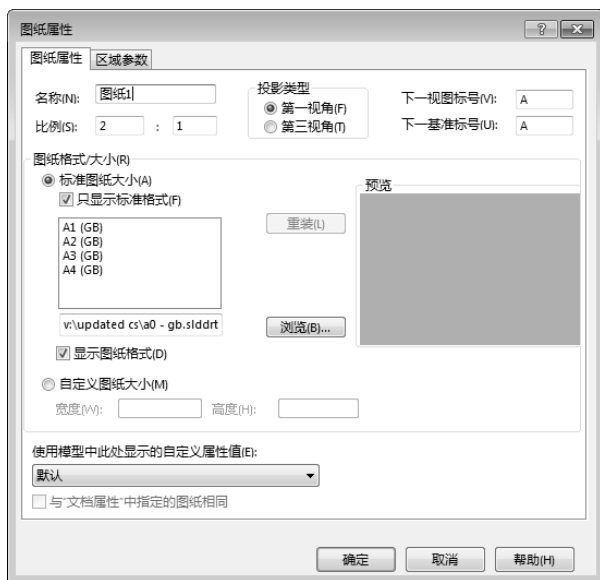 图纸属性
图纸属性 区域参数
名称(N): 图纸1
投影类型
第一视角(F)
第三视角(T)
下一视图标号(V): A
比例(S): 2 : 1
下一基准标号(U): A
图纸格式/大小(R)
标准图纸大小(A)
只显示标准格式(F)
A1 (GB)
A2 (GB)
A3 (GB)
A4 (GB)
重装(L)
预览
v:\updated cs\a0 - gb.slddrt
浏览(B)...
显示图纸格式(D)
自定义图纸大小(M)
宽度(W): 高度(H):
使用模型中此处显示的自定义属性值(E):
默认
与“文档属性”中指定的图纸相同
确定 取消 帮助(H)